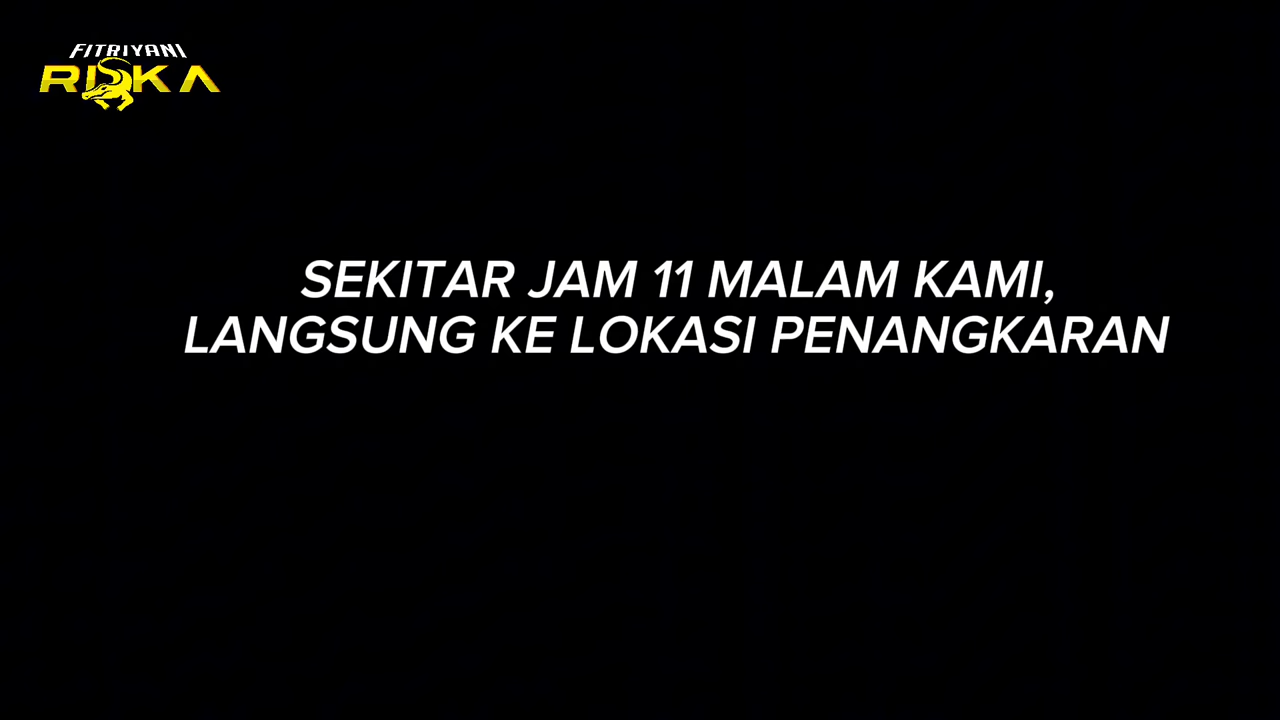 FITRIYANI
RISKA
SEKITAR JAM 11 MALAM KAMI,
LANGSUNG KE LOKASI PENANGKARAN